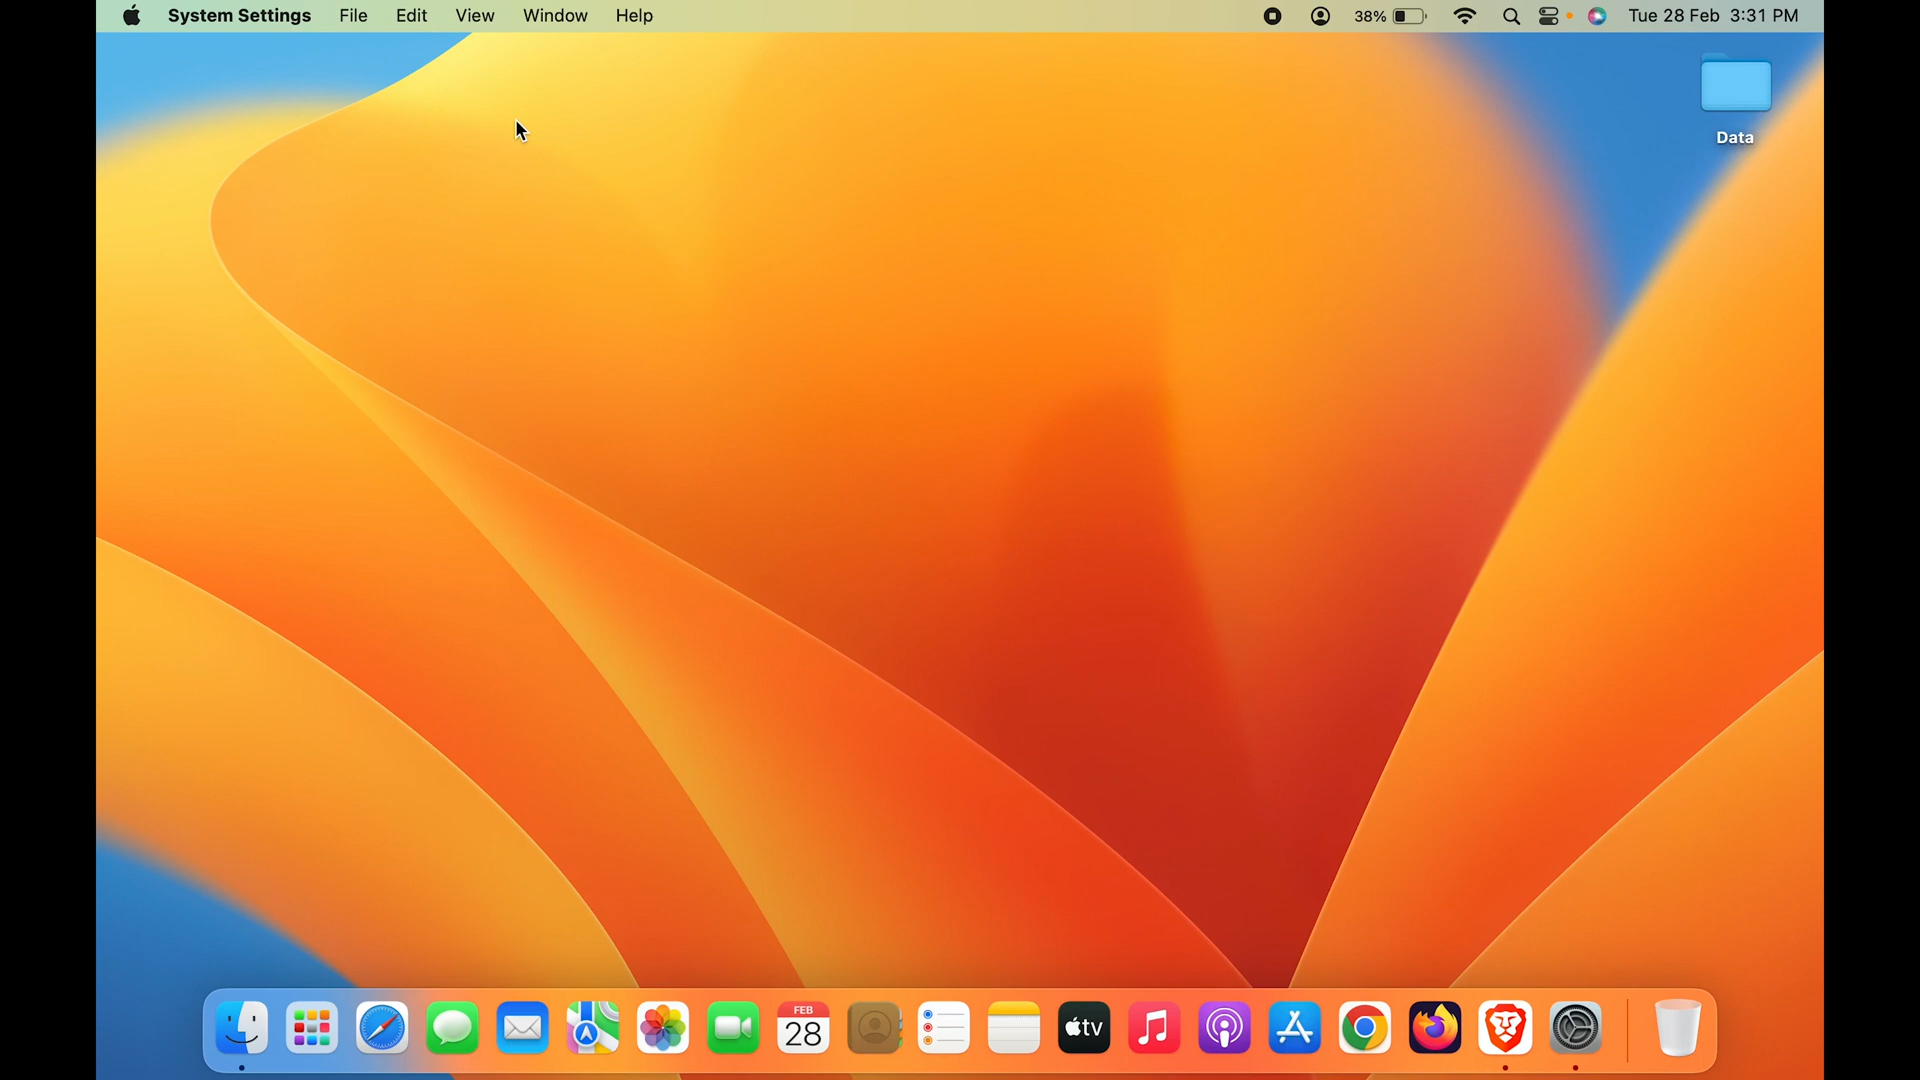 System Settings File Edit View Window Help 38% Tue 28 Feb 3:31 PM
Data
FEB
28
tv